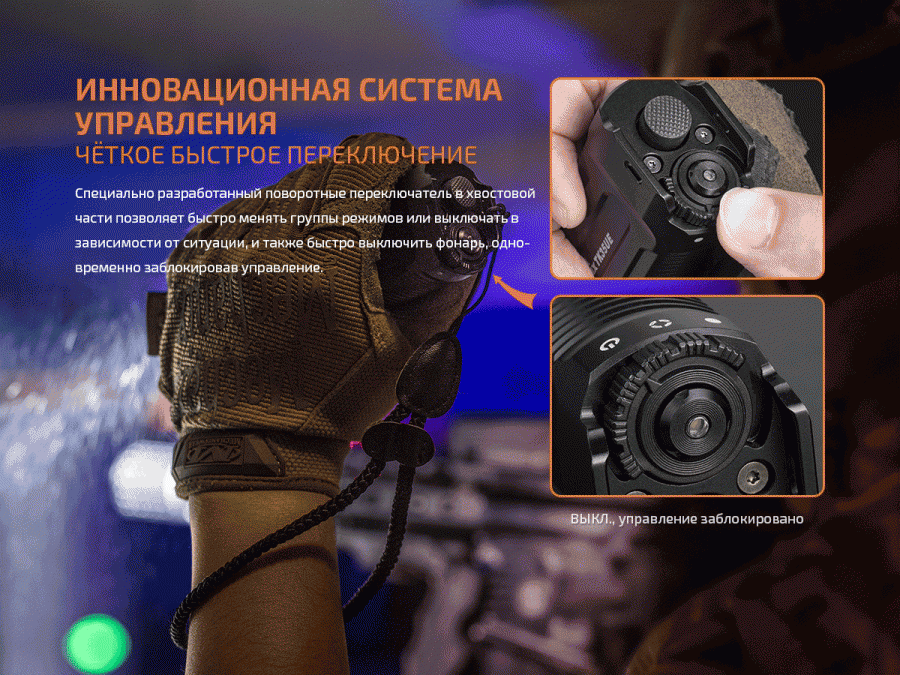 ИННОВАЦИОННАЯ СИСТЕМА
УПРАВЛЕНИЯ
ЧЁТКОЕ БЫСТРОЕ ПЕРЕКЛЮЧЕНИЕ
Специально разработанный поворотные переключатель в хвостовой
части позволяет быстро менять группы режимов или выключать в
зависимости от ситуации, и также быстро выключить фонарь, одно-
временно заблокировав управление.
ВЫКЛ., управление заблокировано